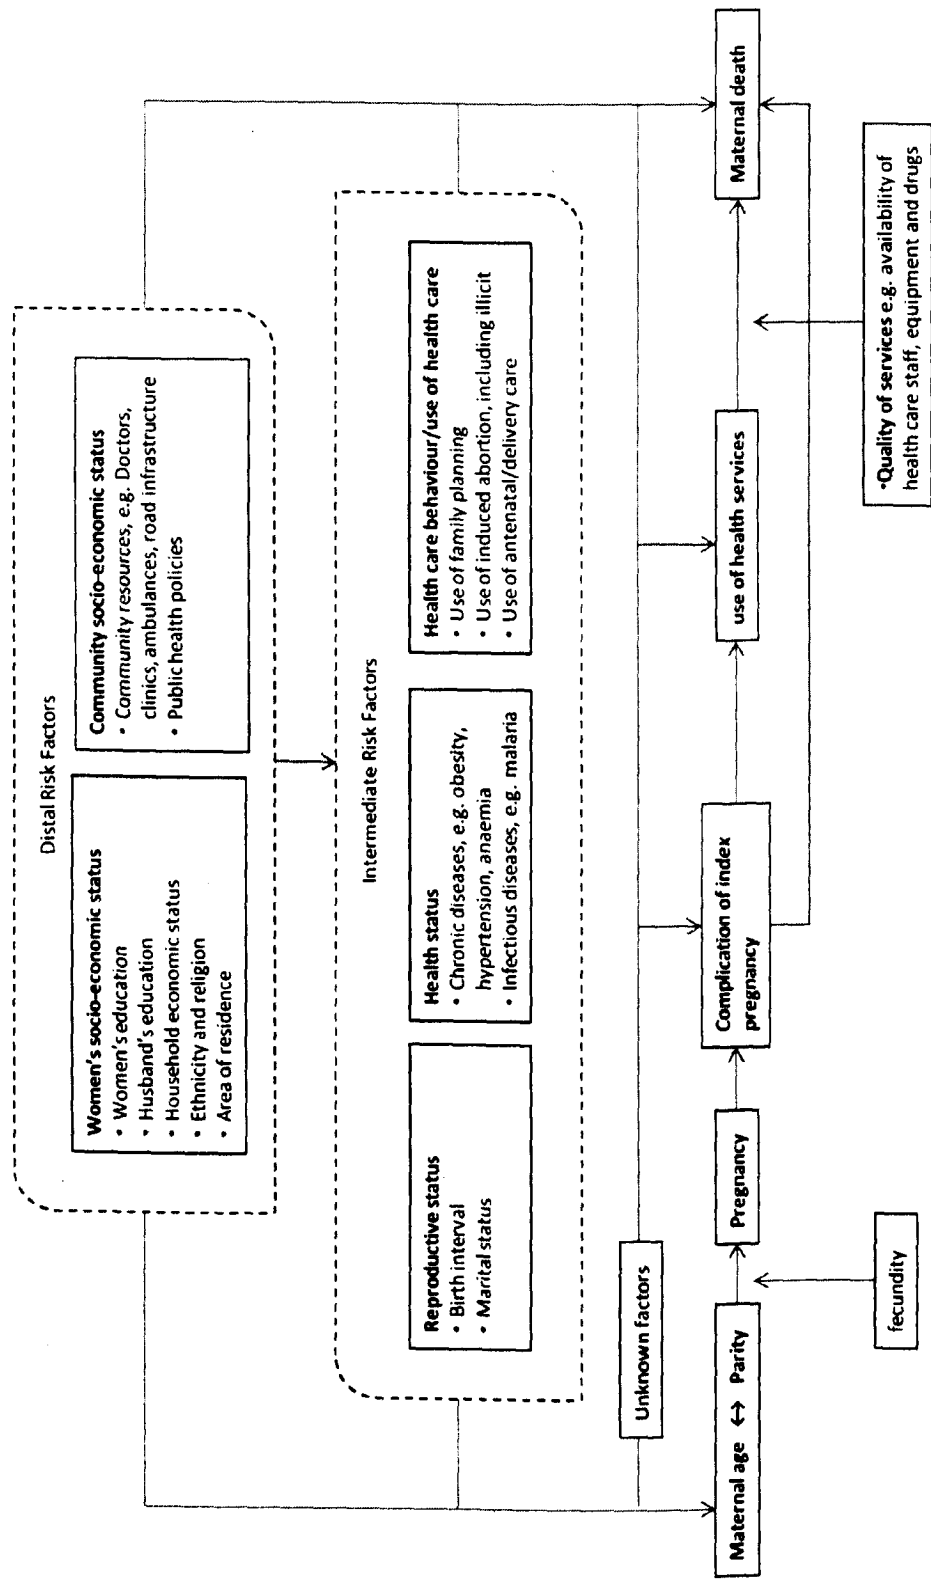 Distal Risk Factors
Women's socio-economic status
• Women's education
• Husband's education
• Household economic status
• Ethnicity and religion
• Area of residence
Community socio-economic status
• Community resources, e.g. Doctors,
clinics, ambulances, road infrastructure
• Public health policies
Intermediate Risk Factors
Reproductive status
• Birth interval
• Marital status
Health status
• Chronic diseases, e.g. obesity,
hypertension, anaemia
• Infectious diseases, e.g. malaria
Health care behaviour/use of health care
• Use of family planning
• Use of induced abortion, including illicit
• Use of antenatal/delivery care
Unknown factors
Maternal age ↔ Parity
Pregnancy
Complication of index
pregnancy
use of health services
Maternal death
fecundity
•Quality of services e.g. availability of
health care staff, equipment and drugs